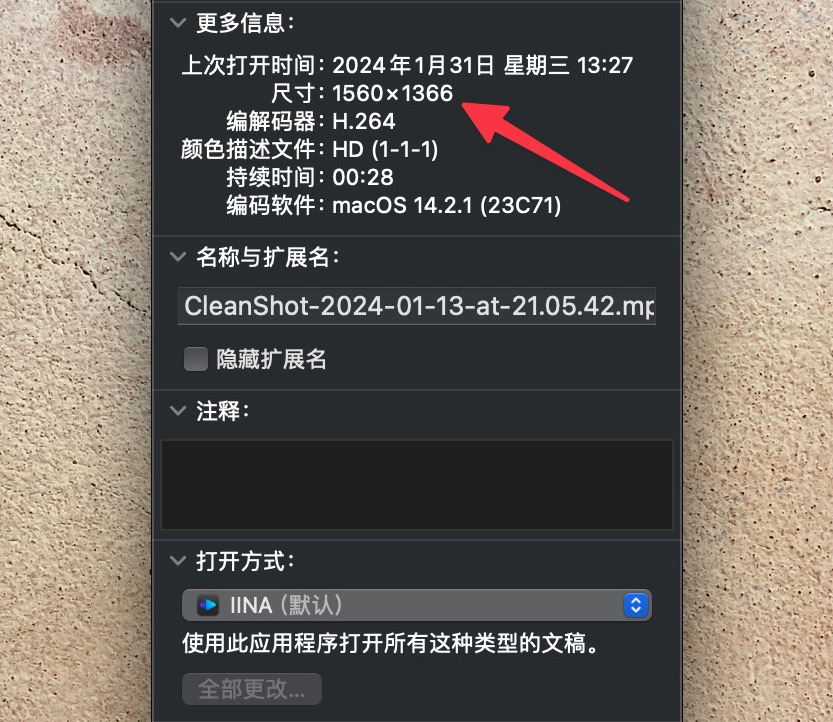 更多信息：
上次打开时间：2024年1月31日 星期三 13:27
尺寸：1560×1366
编解码器：H.264
颜色描述文件：HD (1-1-1)
持续时间：00:28
编码软件：macOS 14.2.1 (23C71)
名称与扩展名：
CleanShot-2024-01-13-at-21.05.42.mp
隐藏扩展名
注释：
打开方式：
IINA（默认）
使用此应用程序打开所有这种类型的文稿。
全部更改...